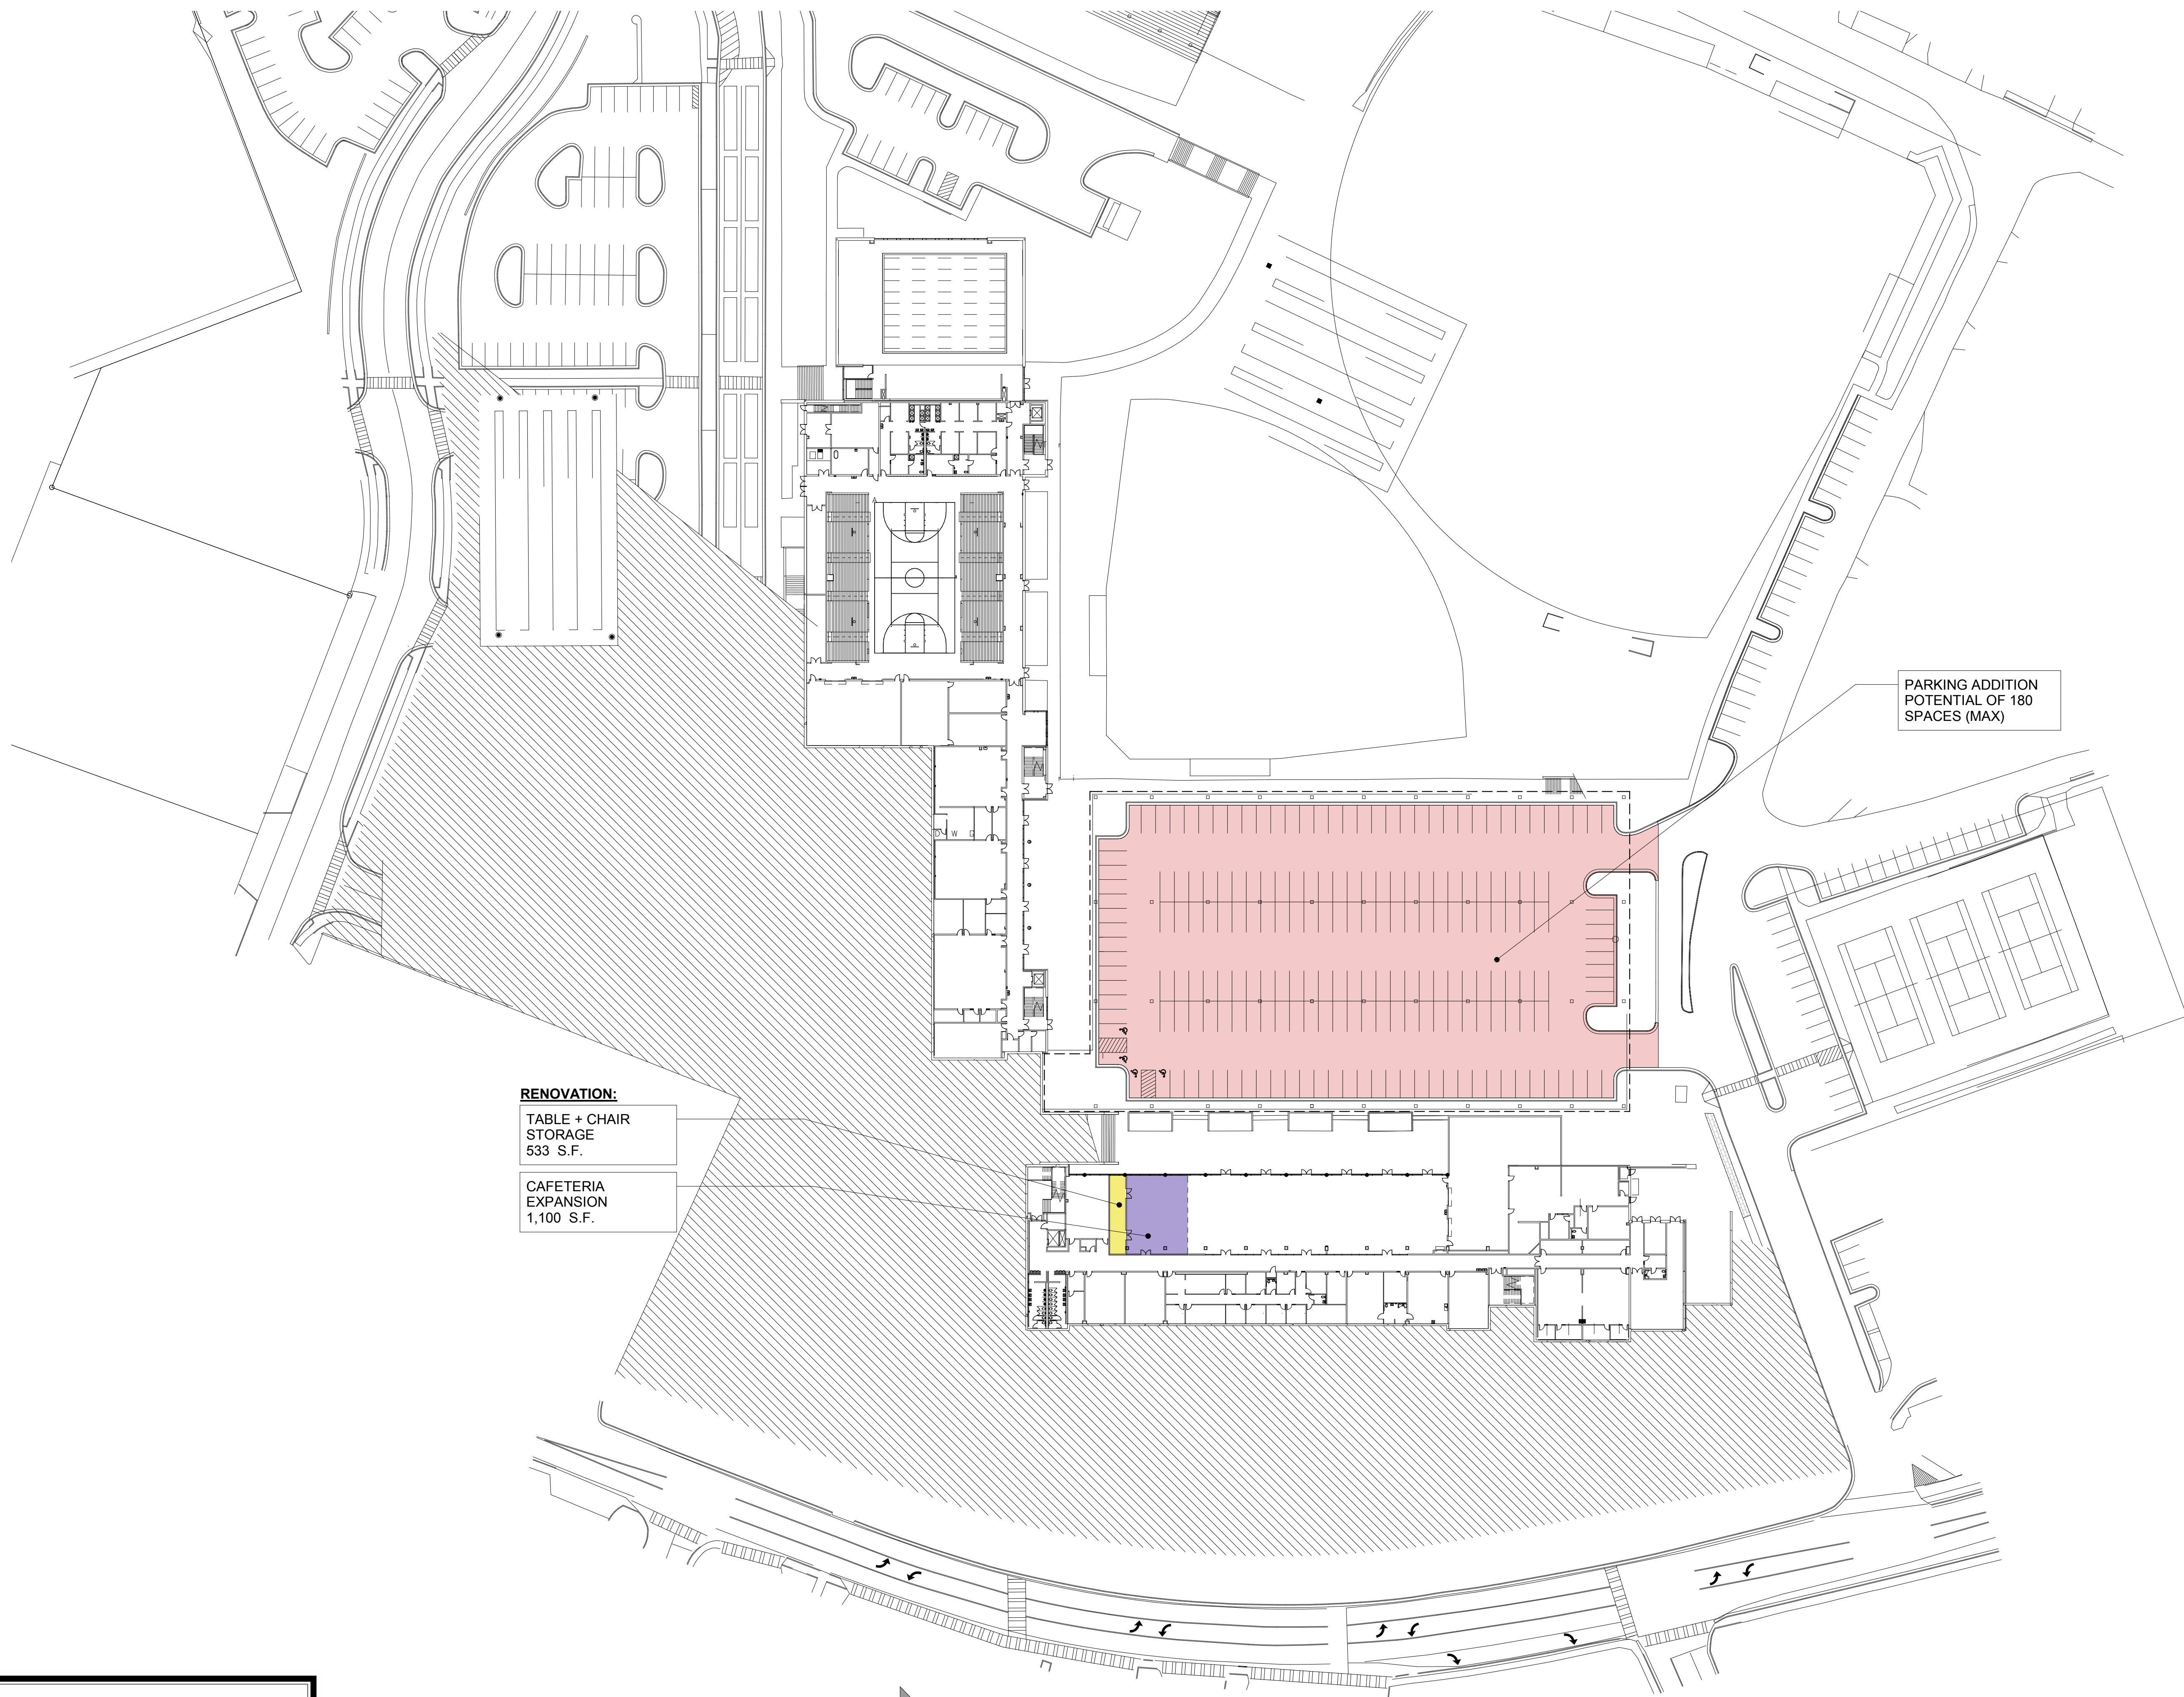 PARKING ADDITION
POTENTIAL OF 180
SPACES (MAX)
RENOVATION:
TABLE + CHAIR
STORAGE
533 S.F.
CAFETERIA
EXPANSION
1,100 S.F.
D W G